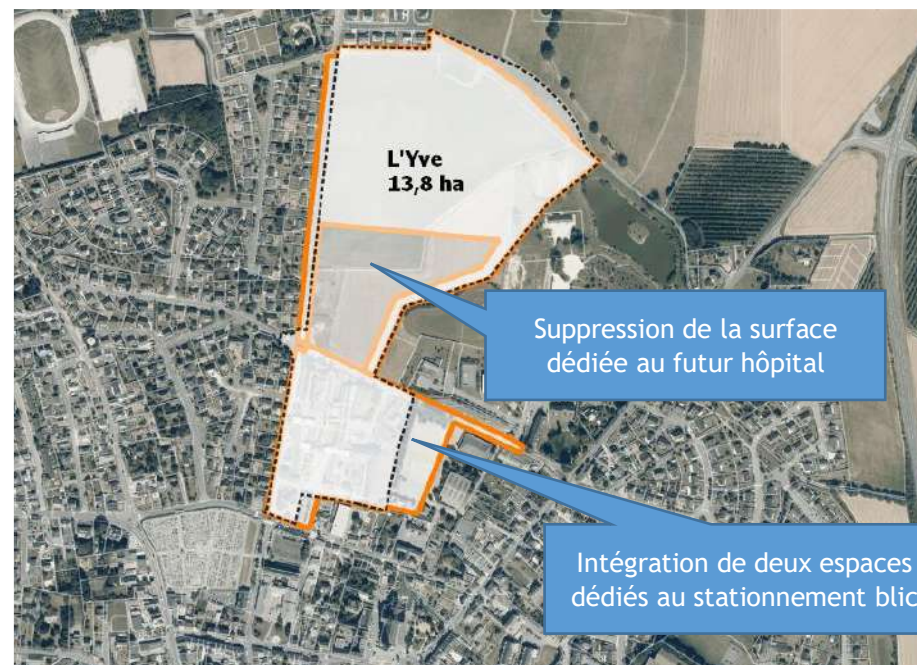 L'Yve
13,8 ha
Suppression de la surface
dédiée au futur hôpital
Intégration de deux espaces
dédiés au stationnement blic